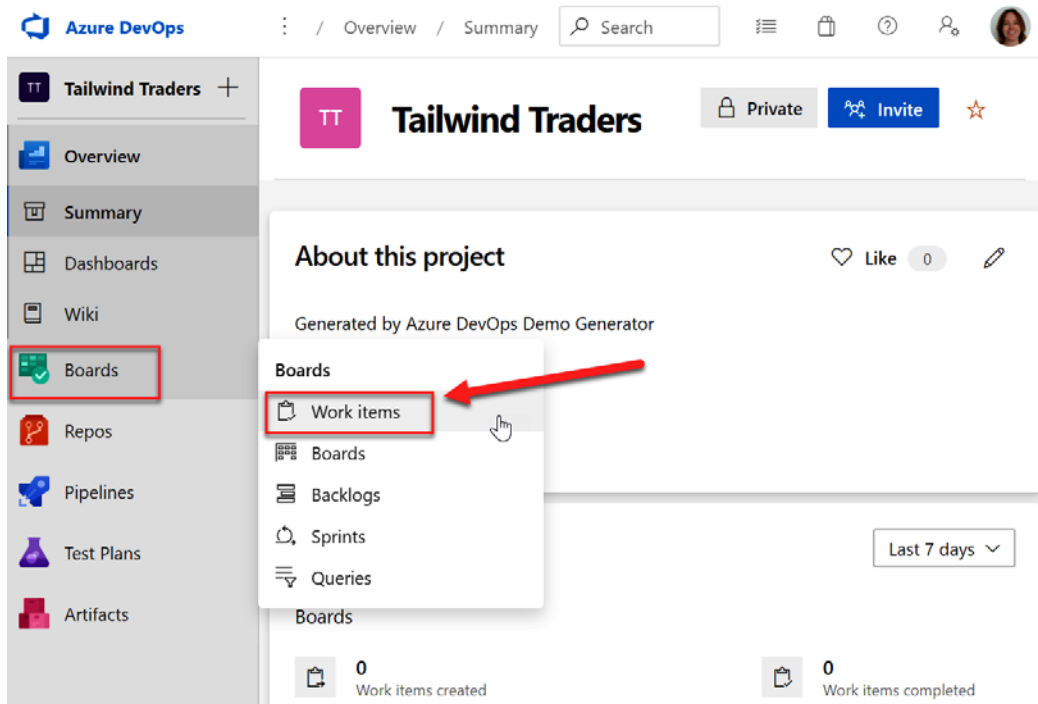 Azure DevOps
/ Overview / Summary
Search
TT
Tailwind Traders
Overview
Summary
Dashboards
Wiki
Boards
Repos
Pipelines
Test Plans
Artifacts
TT
Tailwind Traders
Private
Invite
About this project
Like 0
Generated by Azure DevOps Demo Generator
Boards
Work items
Boards
Backlogs
Sprints
Queries
Last 7 days
Boards
0
Work items created
0
Work items completed